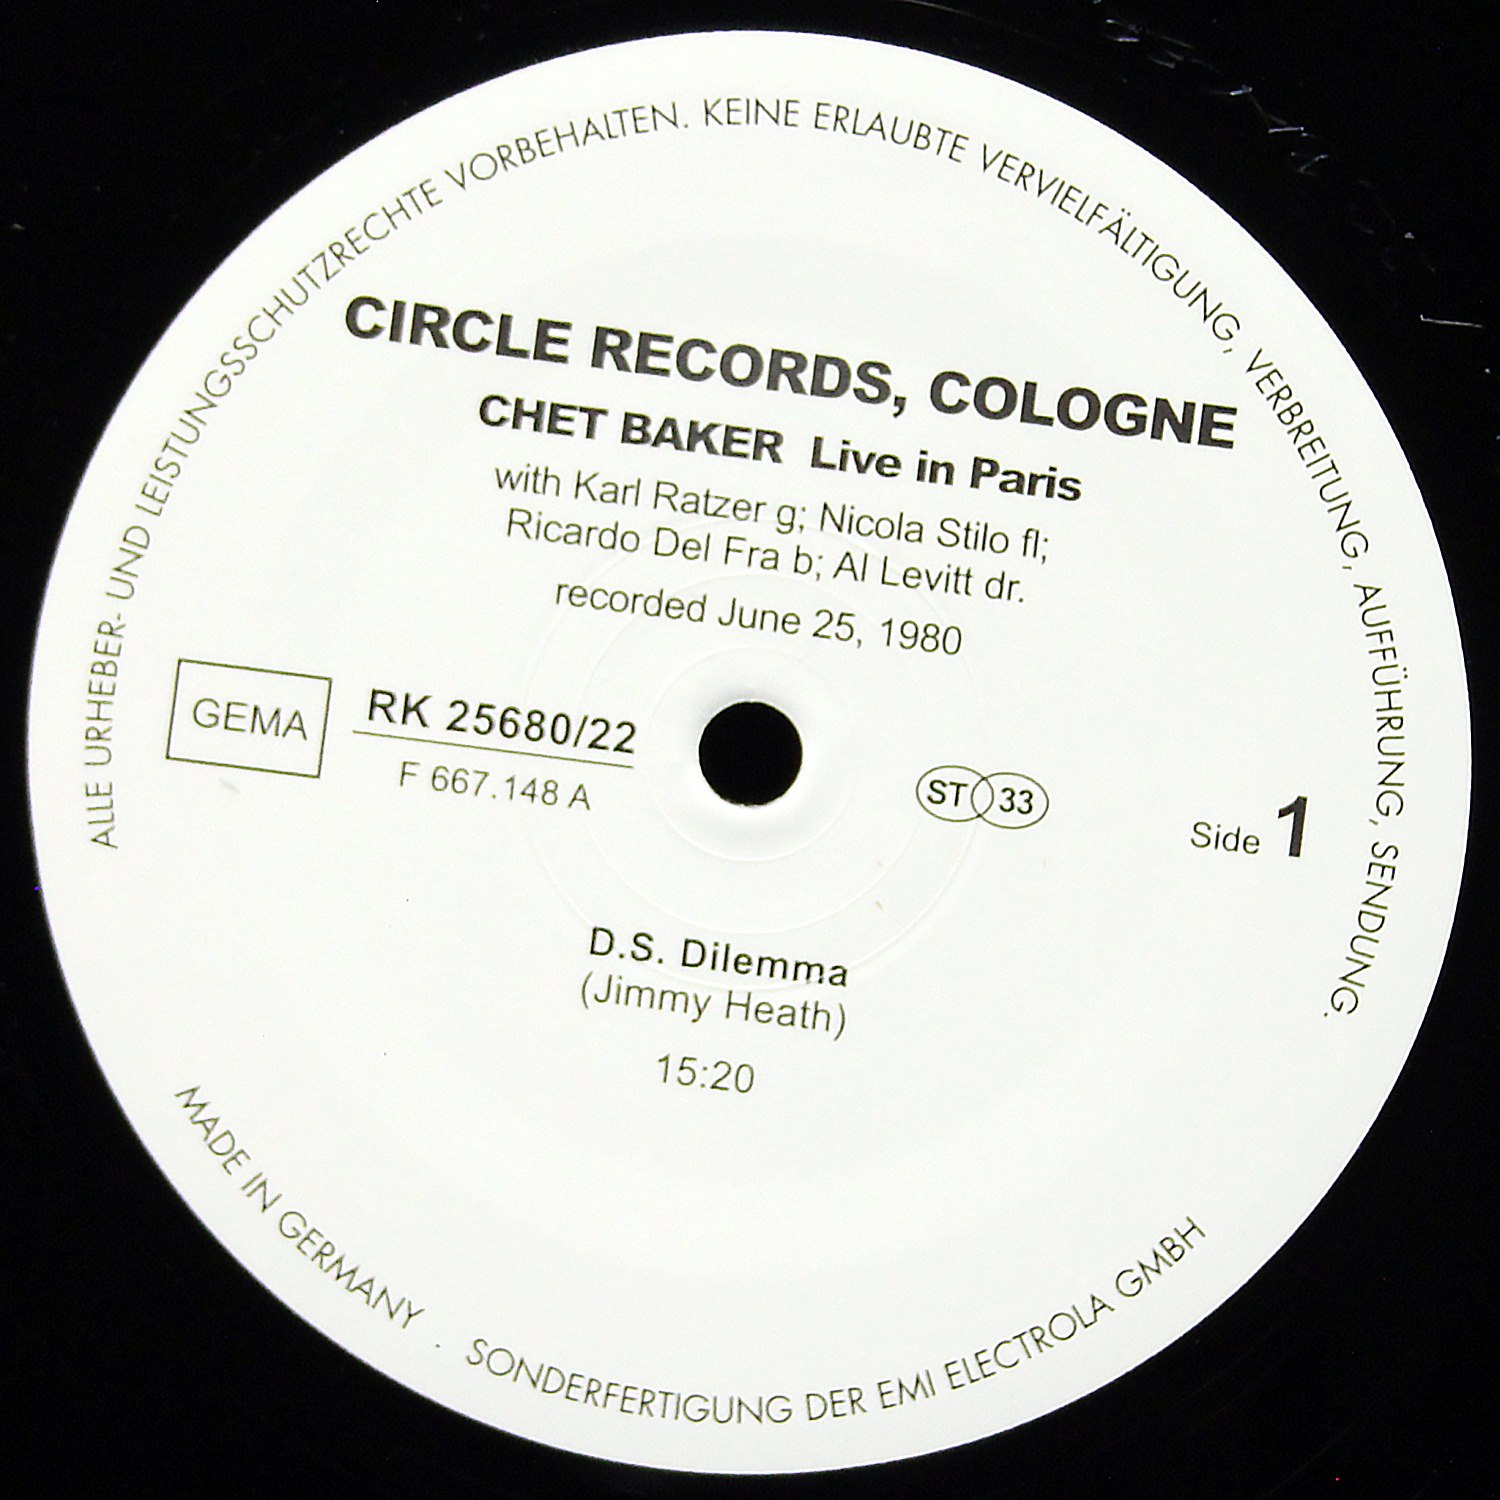 ALLE URHEBER- UND LEISTUNGSSCHUTZRECHTE VORBEHALTEN. KEINE ERLAUBTE VERVIELFÄLTIGUNG, VERBREITUNG, AUFFÜHRUNG, SENDUNG.
CIRCLE RECORDS, COLOGNE
CHET BAKER Live in Paris
with Karl Ratzer g; Nicola Stilo fl;
Ricardo Del Fra b; Al Levitt dr.
recorded June 25, 1980
GEMA
RK 25680/22
F 667.148 A
ST 33
Side 1
D.S. Dilemma
(Jimmy Heath)
15:20
MADE IN GERMANY . SONDERFERTIGUNG DER EMI ELECTROLA GMBH